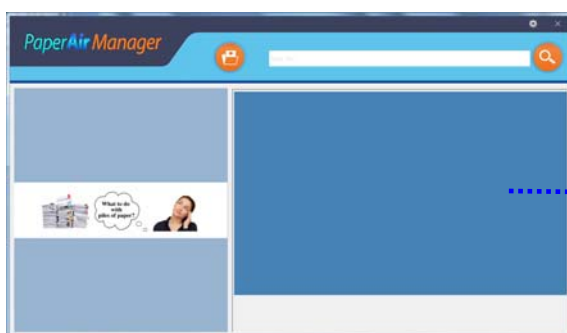 PaperAir Manager
What to do
with
piles of paper?